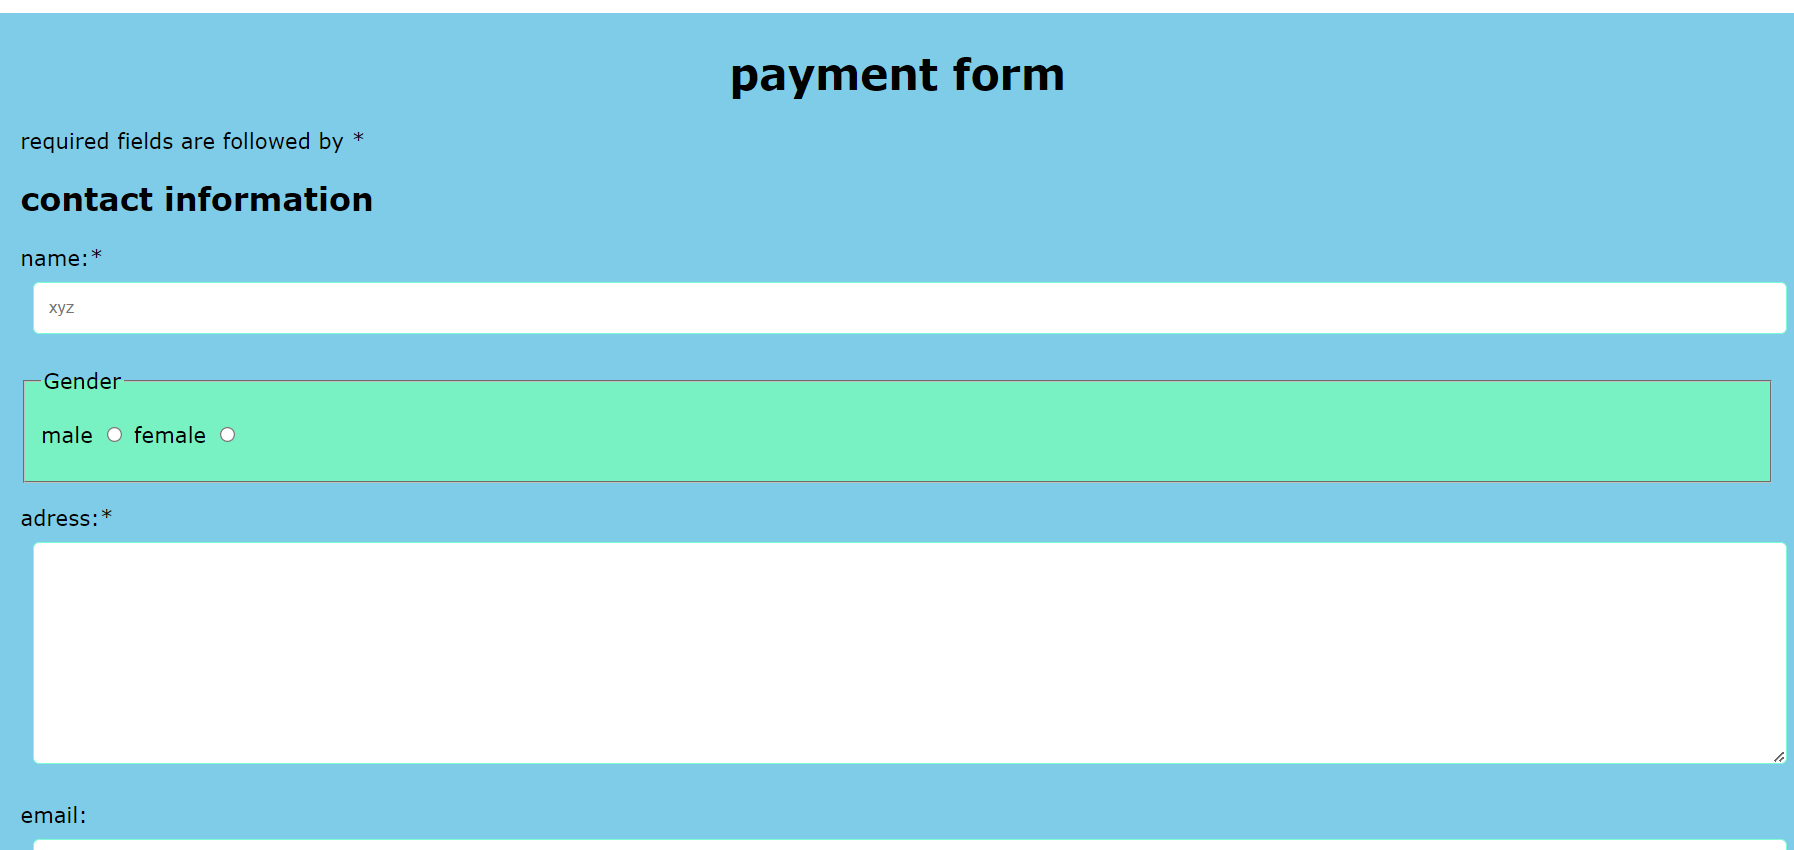 payment form
required fields are followed by *
contact information
name:*
xyz
Gender
male female
adress:*
email: